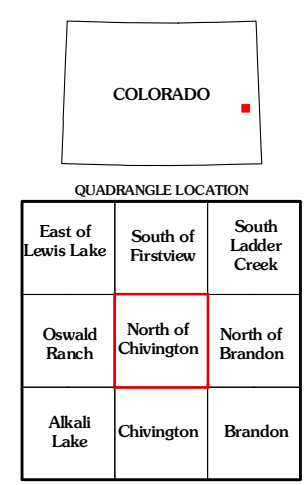 COLORADO
QUADRANGLE LOCATION
East of
Lewis Lake
South of
Firstview
South
Ladder
Creek
Oswald
Ranch
North of
Chivington
North of
Brandon
Alkali
Lake
Chivington
Brandon